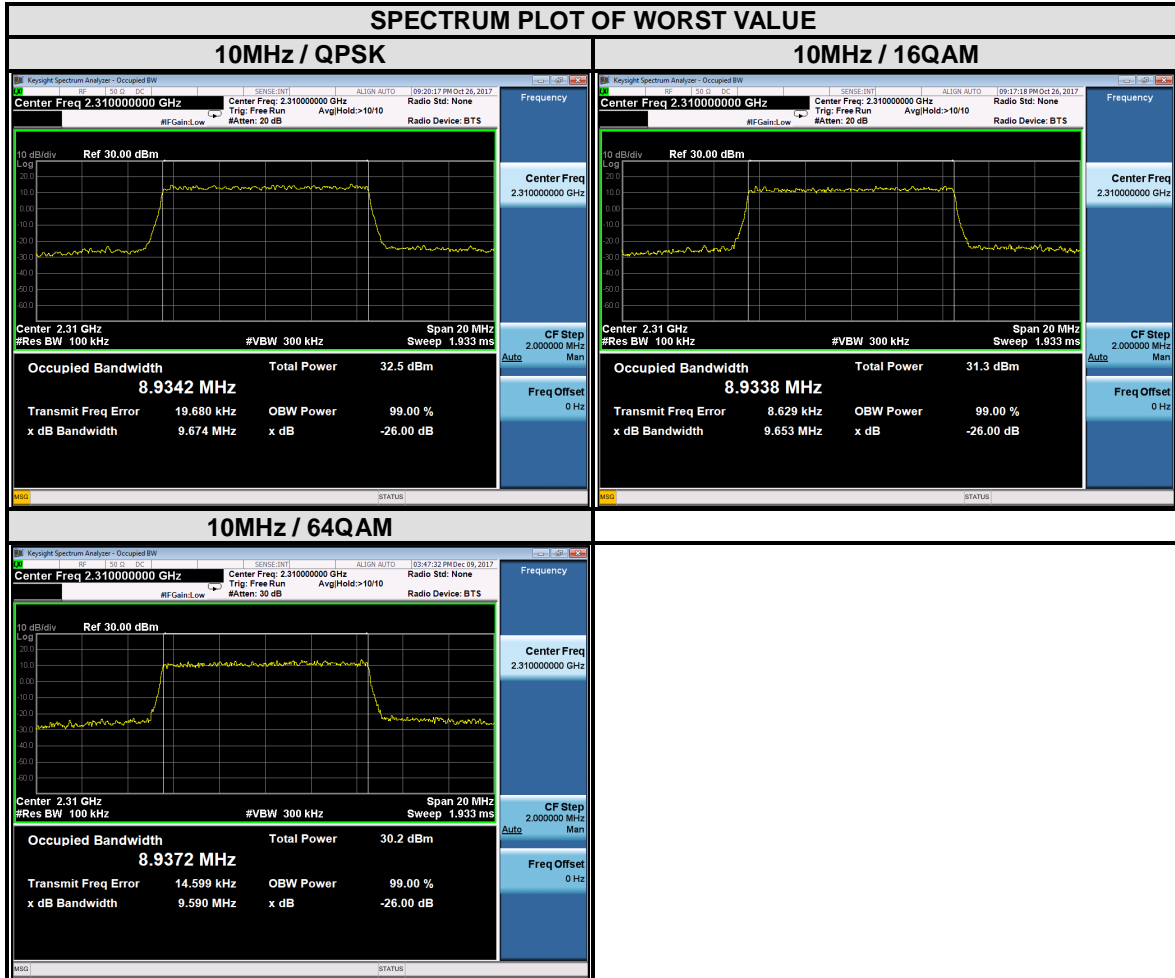 SPECTRUM PLOT OF WORST VALUE
10MHz / QPSK
Keysight Spectrum Analyzer - Occupied BW
RF 50 Ω DC SENSE:INT ALIGN AUTO 09:20:17 PM Oct 26, 2017
Center Freq 2.310000000 GHz
Center Freq: 2.310000000 GHz
Radio Std: None
Trig: Free Run Avg|Hold:>10/10
#IFGain:Low #Atten: 20 dB Radio Device: BTS
10 dB/div Ref 30.00 dBm
Log
20.0
10.0
0.00
-10.0
-20.0
-30.0
-40.0
-50.0
-60.0
Center 2.31 GHz Span 20 MHz
#Res BW 100 kHz #VBW 300 kHz Sweep 1.933 ms
Occupied Bandwidth Total Power 32.5 dBm
8.9342 MHz
Transmit Freq Error 19.680 kHz OBW Power 99.00 %
x dB Bandwidth 9.674 MHz x dB -26.00 dB
MSG STATUS
Frequency
Center Freq
2.310000000 GHz
CF Step
2.000000 MHz
Auto Man
Freq Offset
0 Hz
10MHz / 16QAM
Keysight Spectrum Analyzer - Occupied BW
RF 50 Ω DC SENSE:INT ALIGN AUTO 09:17:18 PM Oct 26, 2017
Center Freq 2.310000000 GHz
Center Freq: 2.310000000 GHz
Radio Std: None
Trig: Free Run Avg|Hold:>10/10
#IFGain:Low #Atten: 20 dB Radio Device: BTS
10 dB/div Ref 30.00 dBm
Log
20.0
10.0
0.00
-10.0
-20.0
-30.0
-40.0
-50.0
-60.0
Center 2.31 GHz Span 20 MHz
#Res BW 100 kHz #VBW 300 kHz Sweep 1.933 ms
Occupied Bandwidth Total Power 31.3 dBm
8.9338 MHz
Transmit Freq Error 8.629 kHz OBW Power 99.00 %
x dB Bandwidth 9.653 MHz x dB -26.00 dB
MSG STATUS
Frequency
Center Freq
2.310000000 GHz
CF Step
2.000000 MHz
Auto Man
Freq Offset
0 Hz
10MHz / 64QAM
Keysight Spectrum Analyzer - Occupied BW
RF 50 Ω DC SENSE:INT ALIGN AUTO 03:47:32 PM Dec 09, 2017
Center Freq 2.310000000 GHz
Center Freq: 2.310000000 GHz
Radio Std: None
Trig: Free Run Avg|Hold:>10/10
#IFGain:Low #Atten: 30 dB Radio Device: BTS
10 dB/div Ref 30.00 dBm
Log
20.0
10.0
0.00
-10.0
-20.0
-30.0
-40.0
-50.0
-60.0
Center 2.31 GHz Span 20 MHz
#Res BW 100 kHz #VBW 300 kHz Sweep 1.933 ms
Occupied Bandwidth Total Power 30.2 dBm
8.9372 MHz
Transmit Freq Error 14.599 kHz OBW Power 99.00 %
x dB Bandwidth 9.590 MHz x dB -26.00 dB
MSG STATUS
Frequency
Center Freq
2.310000000 GHz
CF Step
2.000000 MHz
Auto Man
Freq Offset
0 Hz